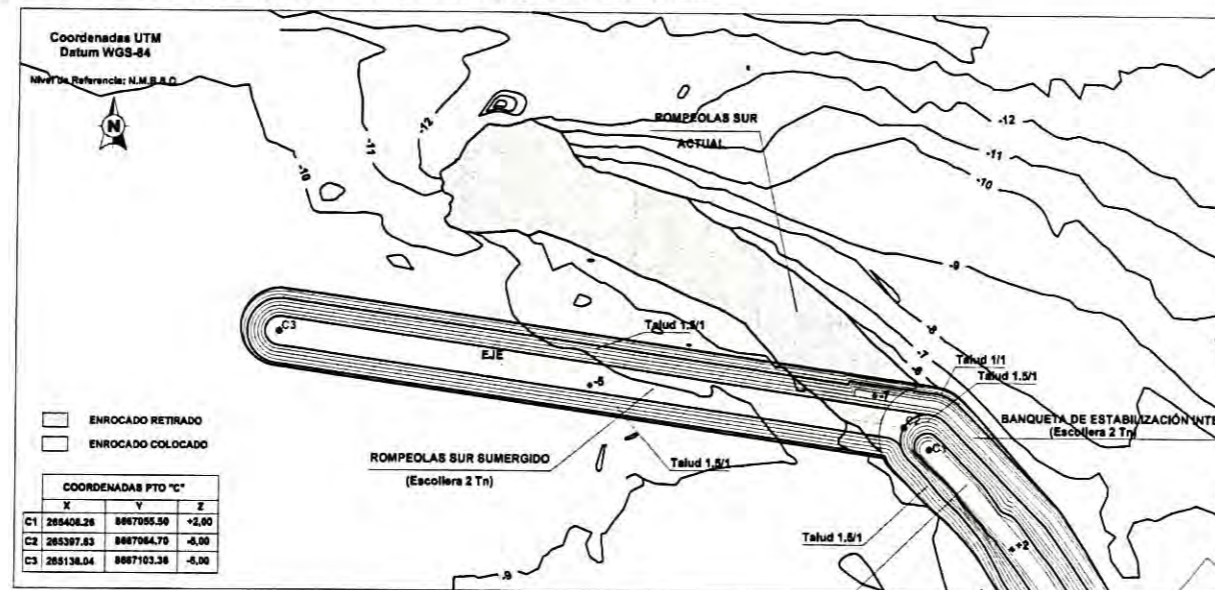 Coordenadas UTM
Datum WGS-84
Nivel de Referencia: N.M.B.S.O
N
-10
-11
-12
ROMPEOLAS SUR
ACTUAL
-12
-11
-10
-9
-8
-7
-6
C3
EJE
Talud 1.5/1
-5
-7
Talud 1/1
Talud 1.5/1
C2
C1
BANQUETA DE ESTABILIZACIÓN INTE
(Escollera 2 Tn)
ENROCADO RETIRADO
ENROCADO COLOCADO
ROMPEOLAS SUR SUMERGIDO
(Escollera 2 Tn)
Talud 1.5/1
Talud 1.5/1
+2
-9
COORDENADAS PTO "C"
X Y Z
C1 265408.26 8667055.50 +2,00
C2 265397.83 8667064.70 -5,00
C3 265138.04 8667103.36 -5,00